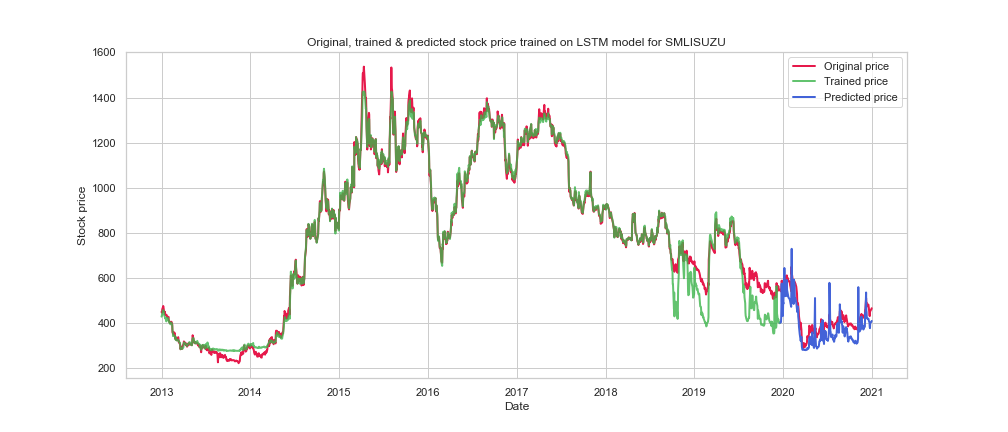 Original, trained & predicted stock price trained on LSTM model for SMLISUZU
Original price
Trained price
Predicted price
Stock price
1600
1400
1200
1000
800
600
400
200
2013 2014 2015 2016 2017 2018 2019 2020 2021
Date